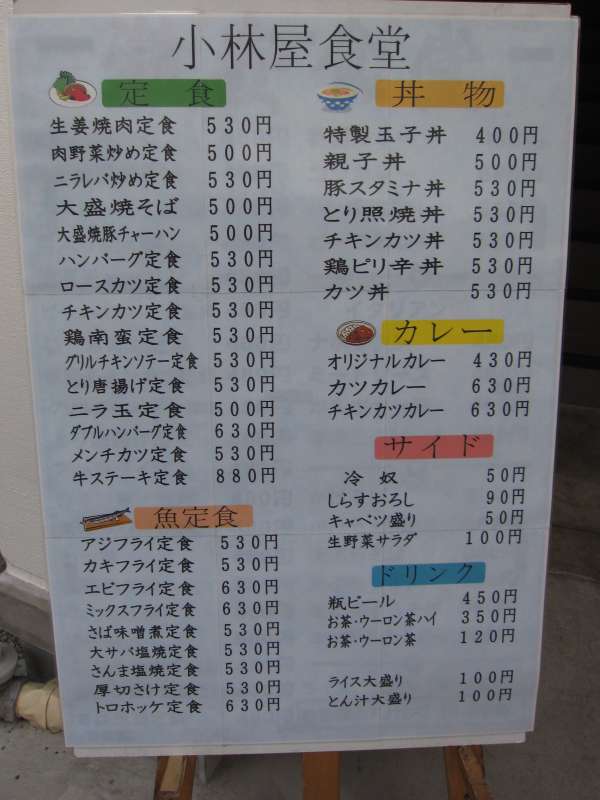 小林屋食堂
定食
生姜焼肉定食 530円
肉野菜炒め定食 500円
ニラレバ炒め定食 530円
大盛焼そば 500円
大盛焼豚チャーハン 500円
ハンバーグ定食 530円
ロースカツ定食 530円
チキンカツ定食 530円
鶏南蛮定食 530円
グリルチキンソテー定食 530円
とり唐揚げ定食 530円
ニラ玉定食 500円
ダブルハンバーグ定食 630円
メンチカツ定食 530円
牛ステーキ定食 880円
魚定食
アジフライ定食 530円
カキフライ定食 530円
エビフライ定食 630円
ミックスフライ定食 630円
さば味噌煮定食 530円
大サバ塩焼定食 530円
さんま塩焼定食 530円
厚切さけ定食 530円
トロホッケ定食 630円
丼物
特製玉子丼 400円
親子丼 500円
豚スタミナ丼 530円
とり照焼丼 530円
チキンカツ丼 530円
鶏ピリ辛丼 530円
カツ丼 530円
カレー
オリジナルカレー 430円
カツカレー 630円
チキンカツカレー 630円
サイド
冷奴 50円
しらすおろし 90円
キャベツ盛り 50円
生野菜サラダ 100円
ドリンク
瓶ビール 450円
お茶・ウーロン茶ハイ 350円
お茶・ウーロン茶 120円
ライス大盛り 100円
とん汁大盛り 100円